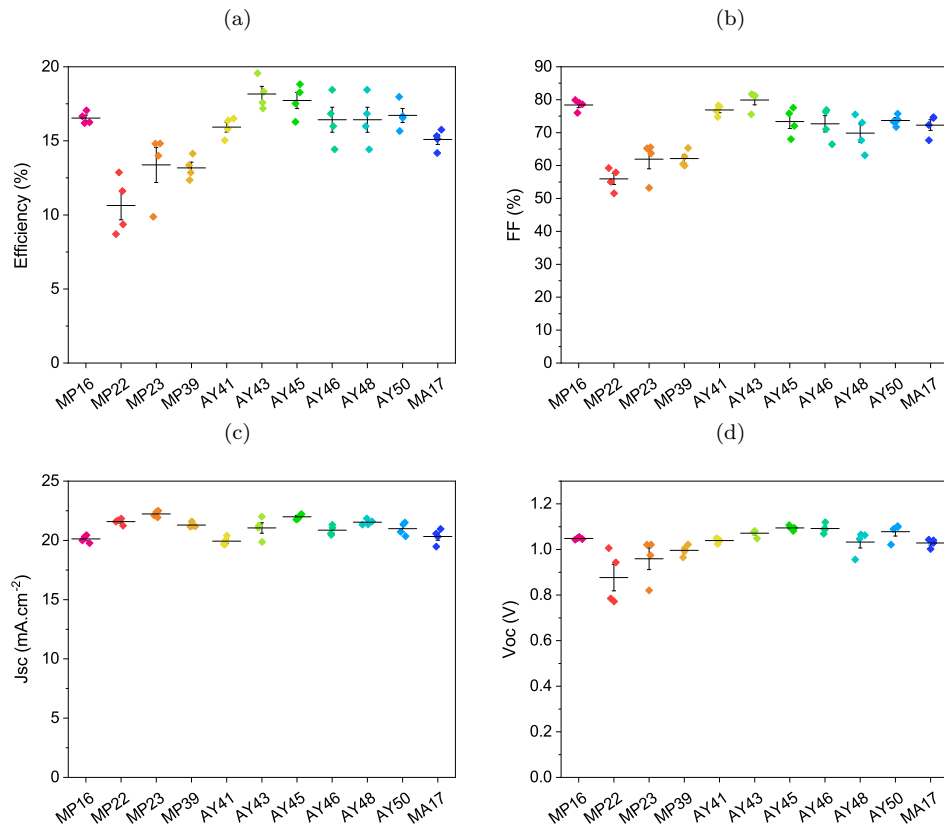 (a)
20
15
10
5
0
Efficiency (%)
MP16
MP22
MP23
MP39
AY41
AY43
AY45
AY46
AY48
AY50
MA17
(b)
90
80
70
60
50
40
30
20
10
0
FF (%)
MP16
MP22
MP23
MP39
AY41
AY43
AY45
AY46
AY48
AY50
MA17
(c)
25
20
15
10
5
0
Jsc (mA.cm-2)
MP16
MP22
MP23
MP39
AY41
AY43
AY45
AY46
AY48
AY50
MA17
(d)
1.2
1.0
0.8
0.6
0.4
0.2
0.0
Voc (V)
MP16
MP22
MP23
MP39
AY41
AY43
AY45
AY46
AY48
AY50
MA17